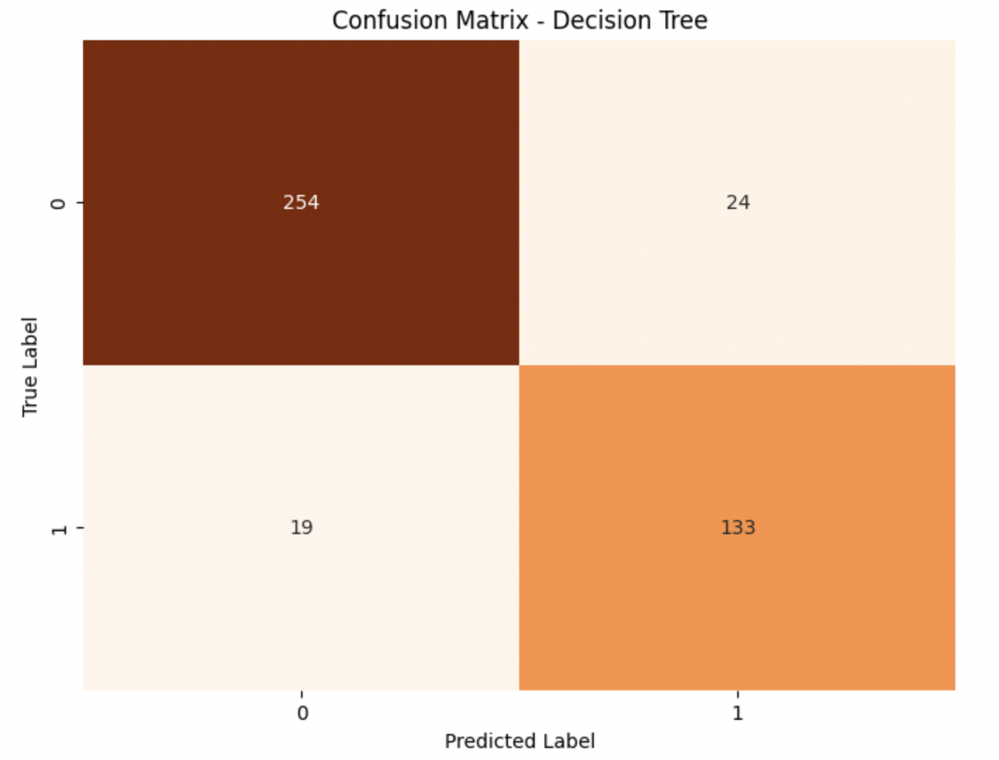 Confusion Matrix - Decision Tree
0
254
24
True Label
1
19
133
0
1
Predicted Label